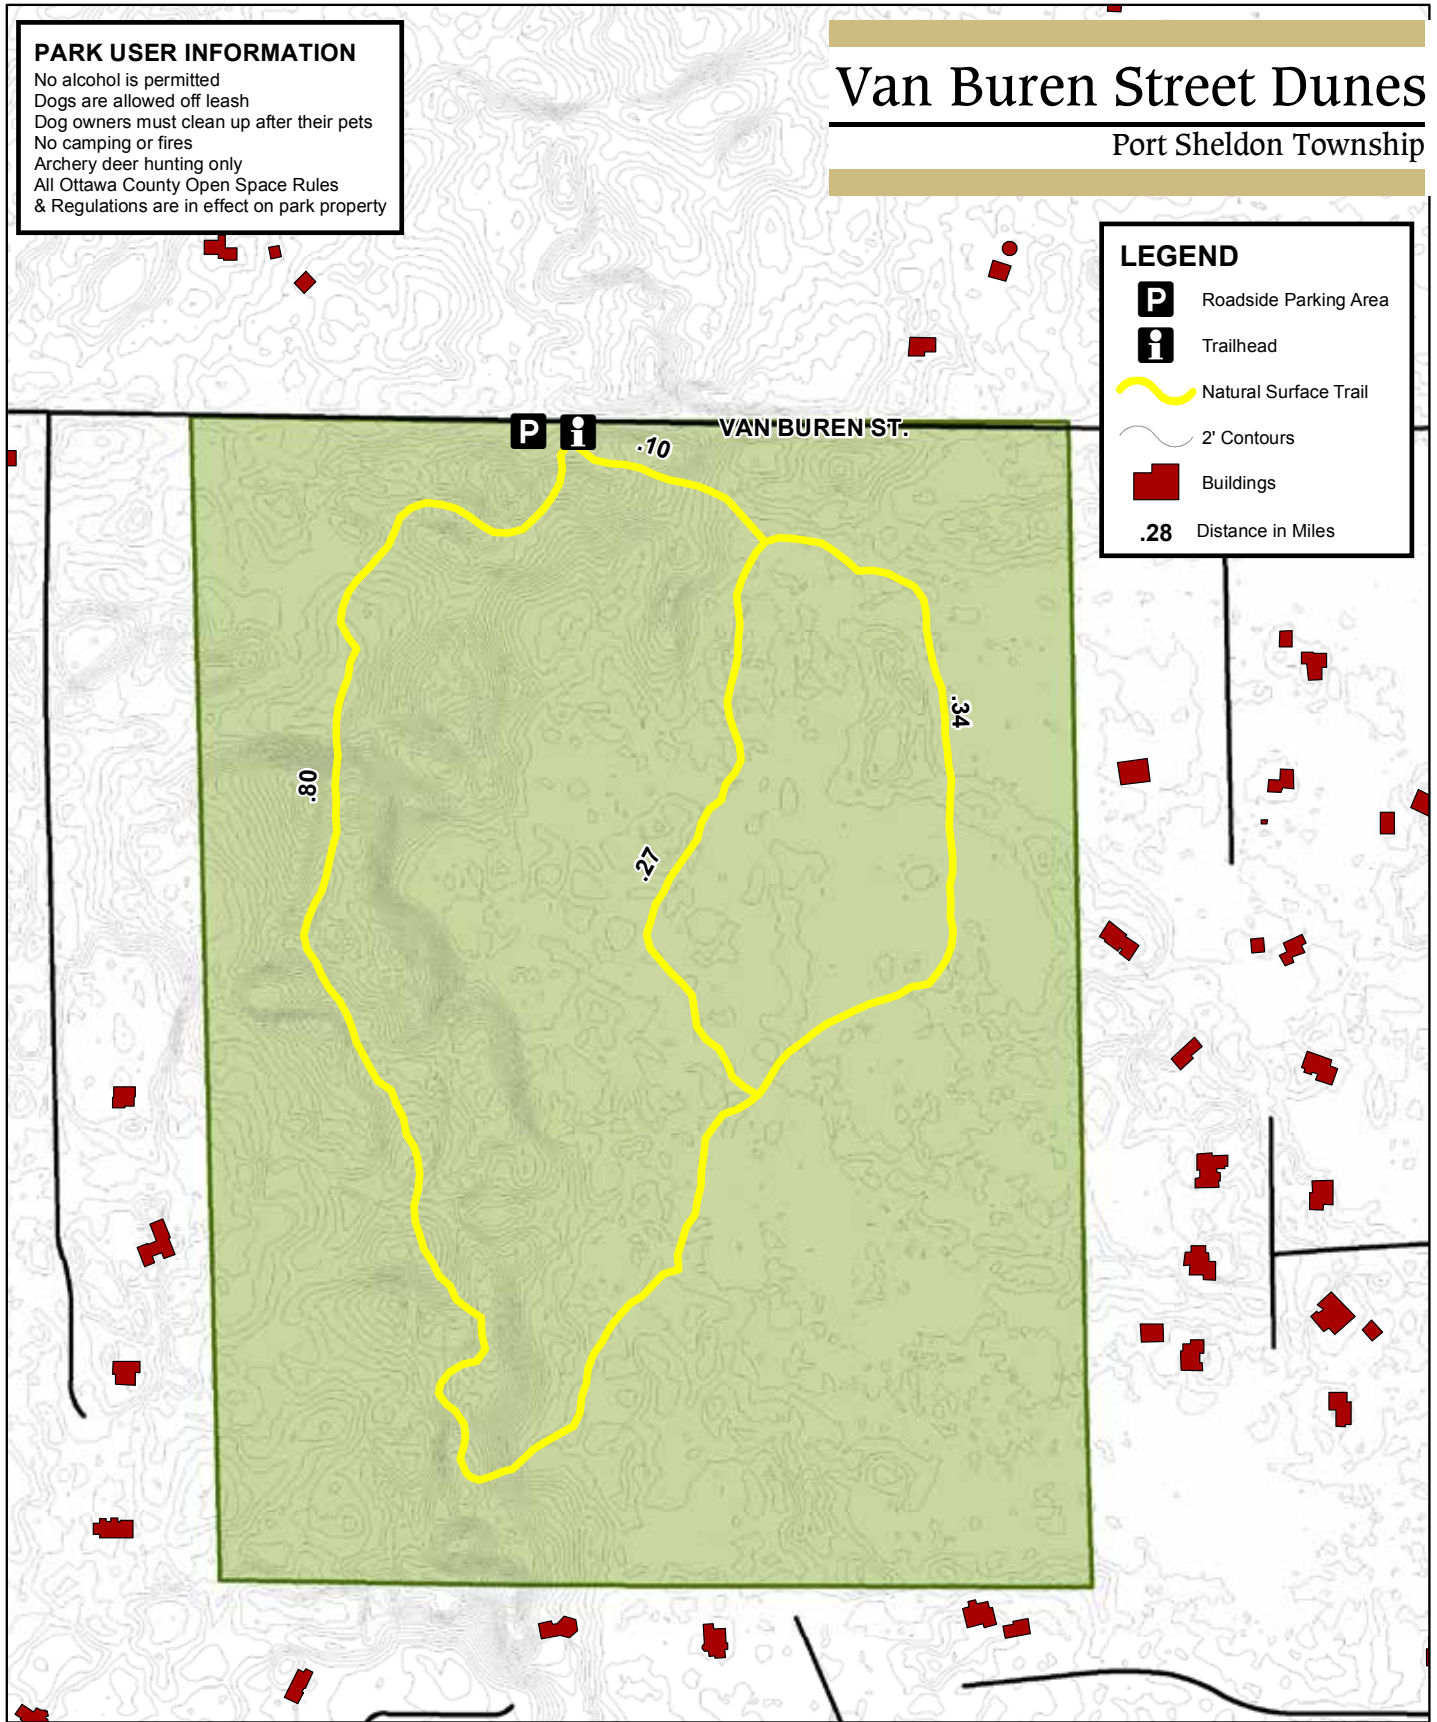 PARK USER INFORMATION
No alcohol is permitted
Dogs are allowed off leash
Dog owners must clean up after their pets
No camping or fires
Archery deer hunting only
All Ottawa County Open Space Rules
& Regulations are in effect on park property
Van Buren Street Dunes
Port Sheldon Township
LEGEND
P Roadside Parking Area
i Trailhead
Natural Surface Trail
2' Contours
Buildings
.28 Distance in Miles
P i
VAN BUREN ST.
.10
.34
.80
.27